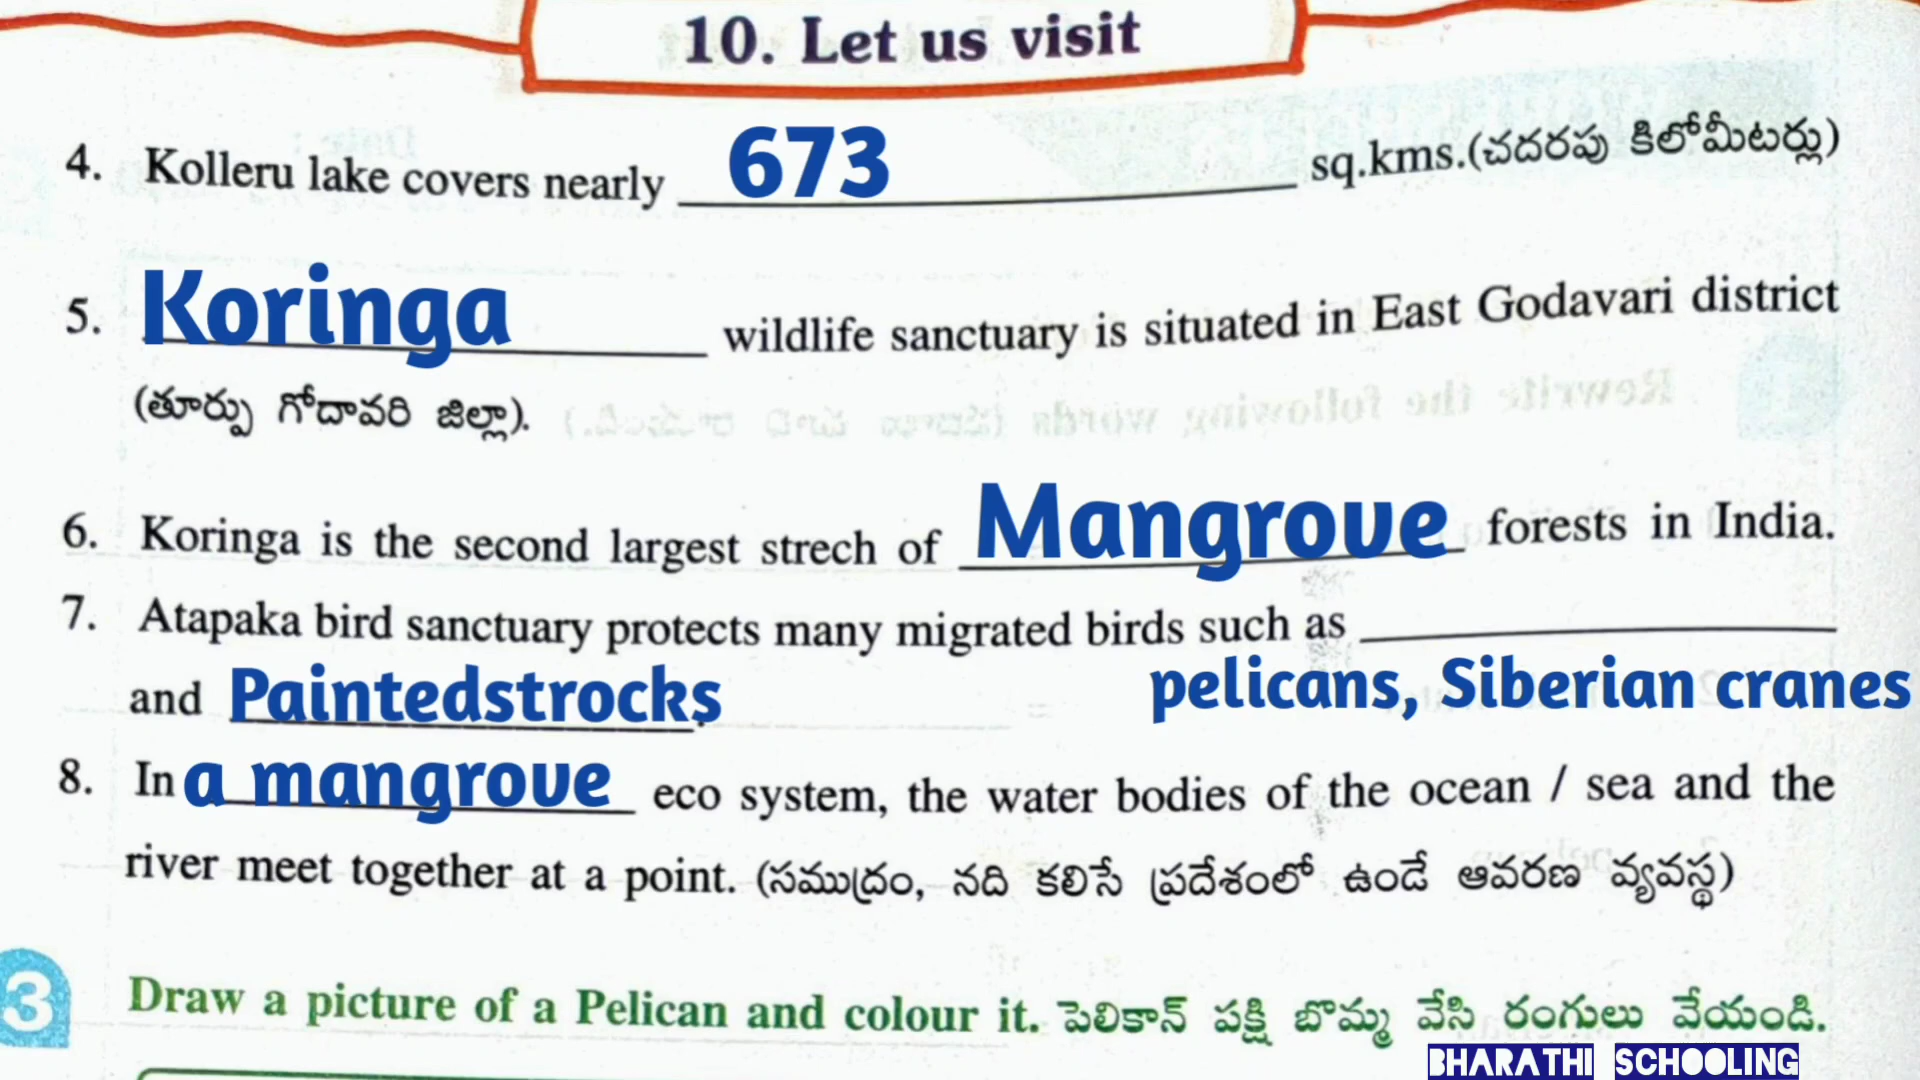 10. Let us visit
4. Kolleru lake covers nearly 673 sq.kms.(చదరపు కిలోమీటర్లు)
5. Koringa wildlife sanctuary is situated in East Godavari district
(తూర్పు గోదావరి జిల్లా).
6. Koringa is the second largest strech of Mangrove forests in India.
7. Atapaka bird sanctuary protects many migrated birds such as
pelicans, Siberian cranes
and Paintedstrocks.
8. In a mangrove eco system, the water bodies of the ocean / sea and the
river meet together at a point. (సముద్రం, నది కలిసే ప్రదేశంలో ఉండే ఆవరణ వ్యవస్థ)
3 Draw a picture of a Pelican and colour it. పెలికాన్ పక్షి బొమ్మ వేసి రంగులు వేయండి.
BHARATHI SCHOOLING